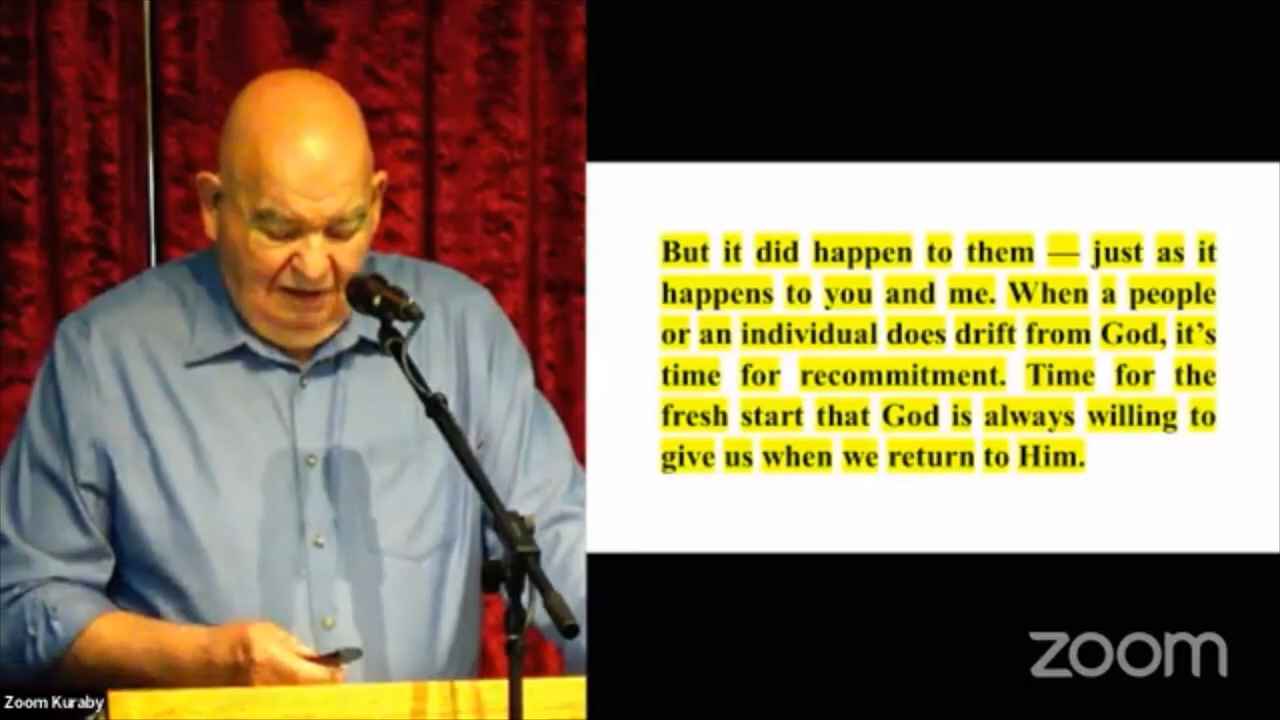 But it did happen to them — just as it
happens to you and me. When a people
or an individual does drift from God, it's
time for recommitment. Time for the
fresh start that God is always willing to
give us when we return to Him.
zoom
Zoom Kuraby